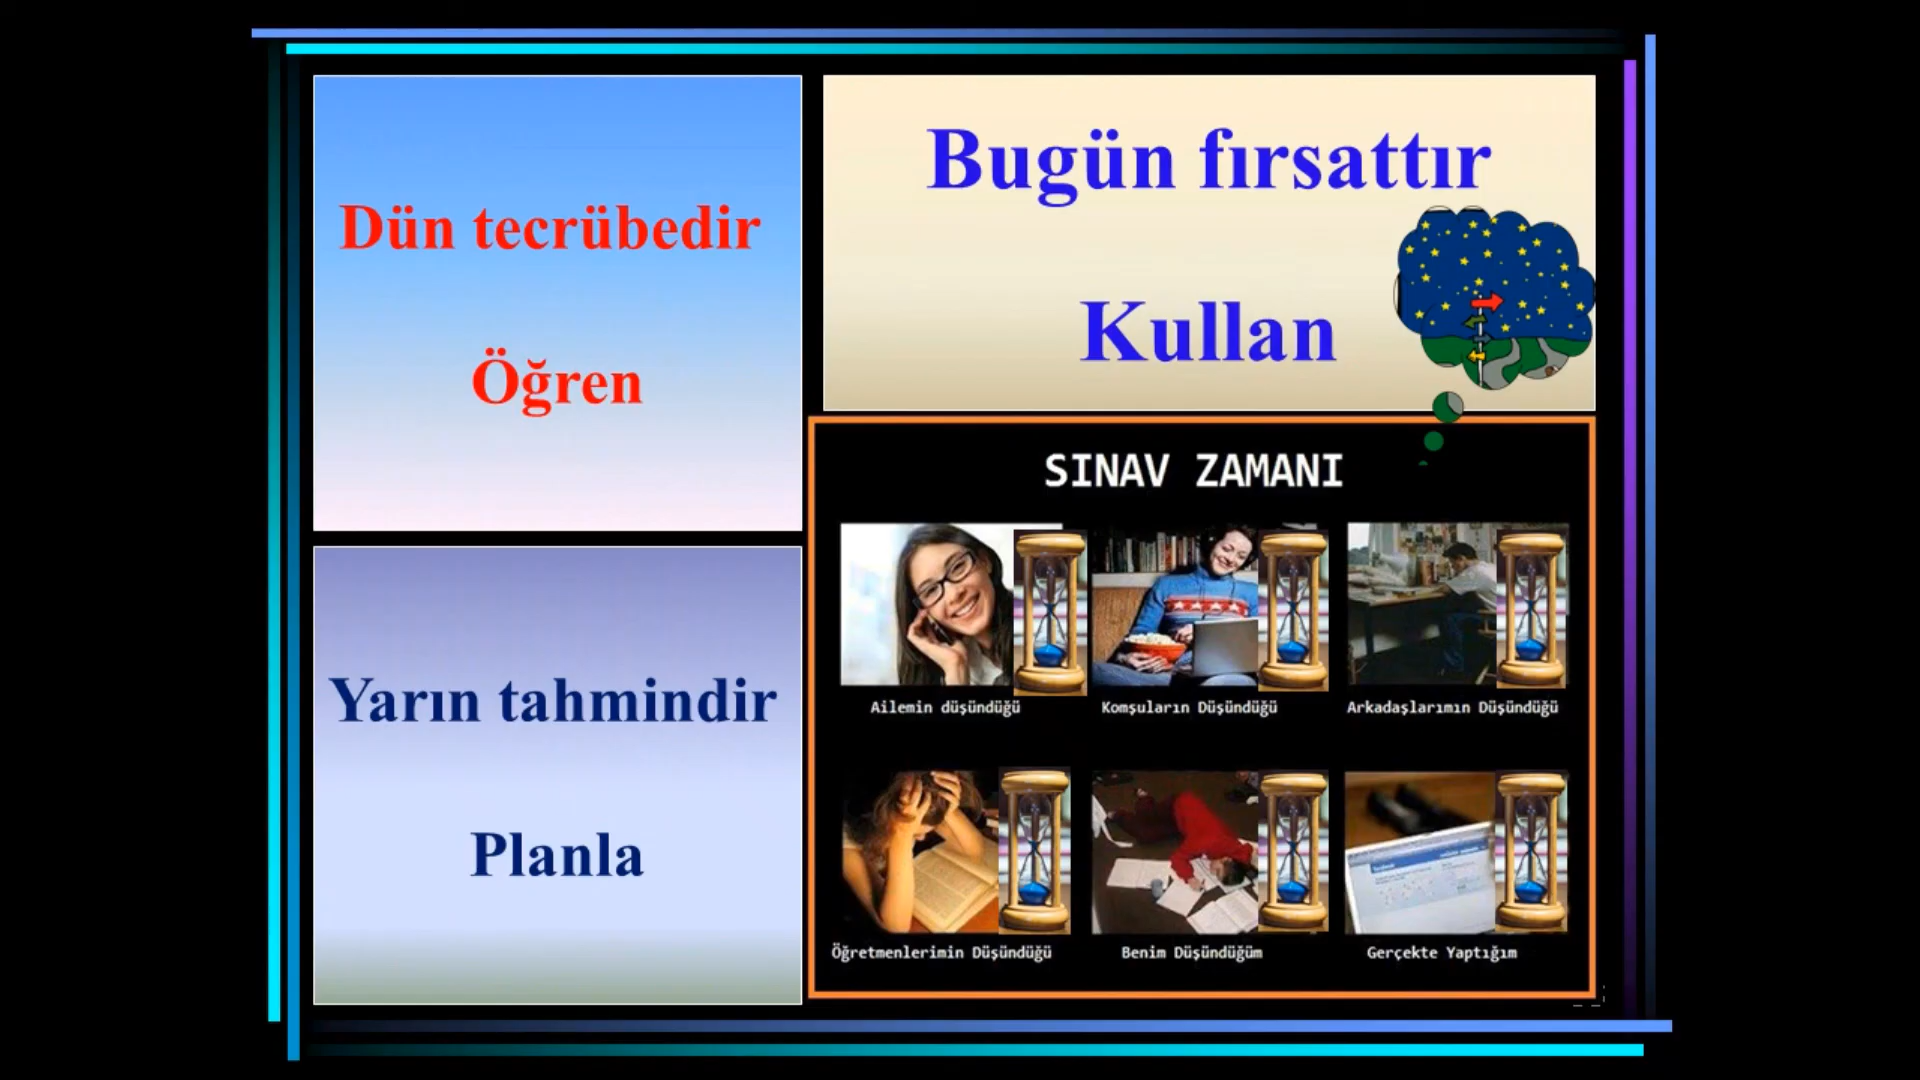 Dün tecrübedir
Öğren
Bugün fırsattır
Kullan
Yarın tahmindir
Planla
SINAV ZAMANI
Ailemin düşündüğü
Komşuların Düşündüğü
Arkadaşlarımın Düşündüğü
Öğretmenlerimin Düşündüğü
Benim Düşündüğüm
Gerçekte Yaptığım